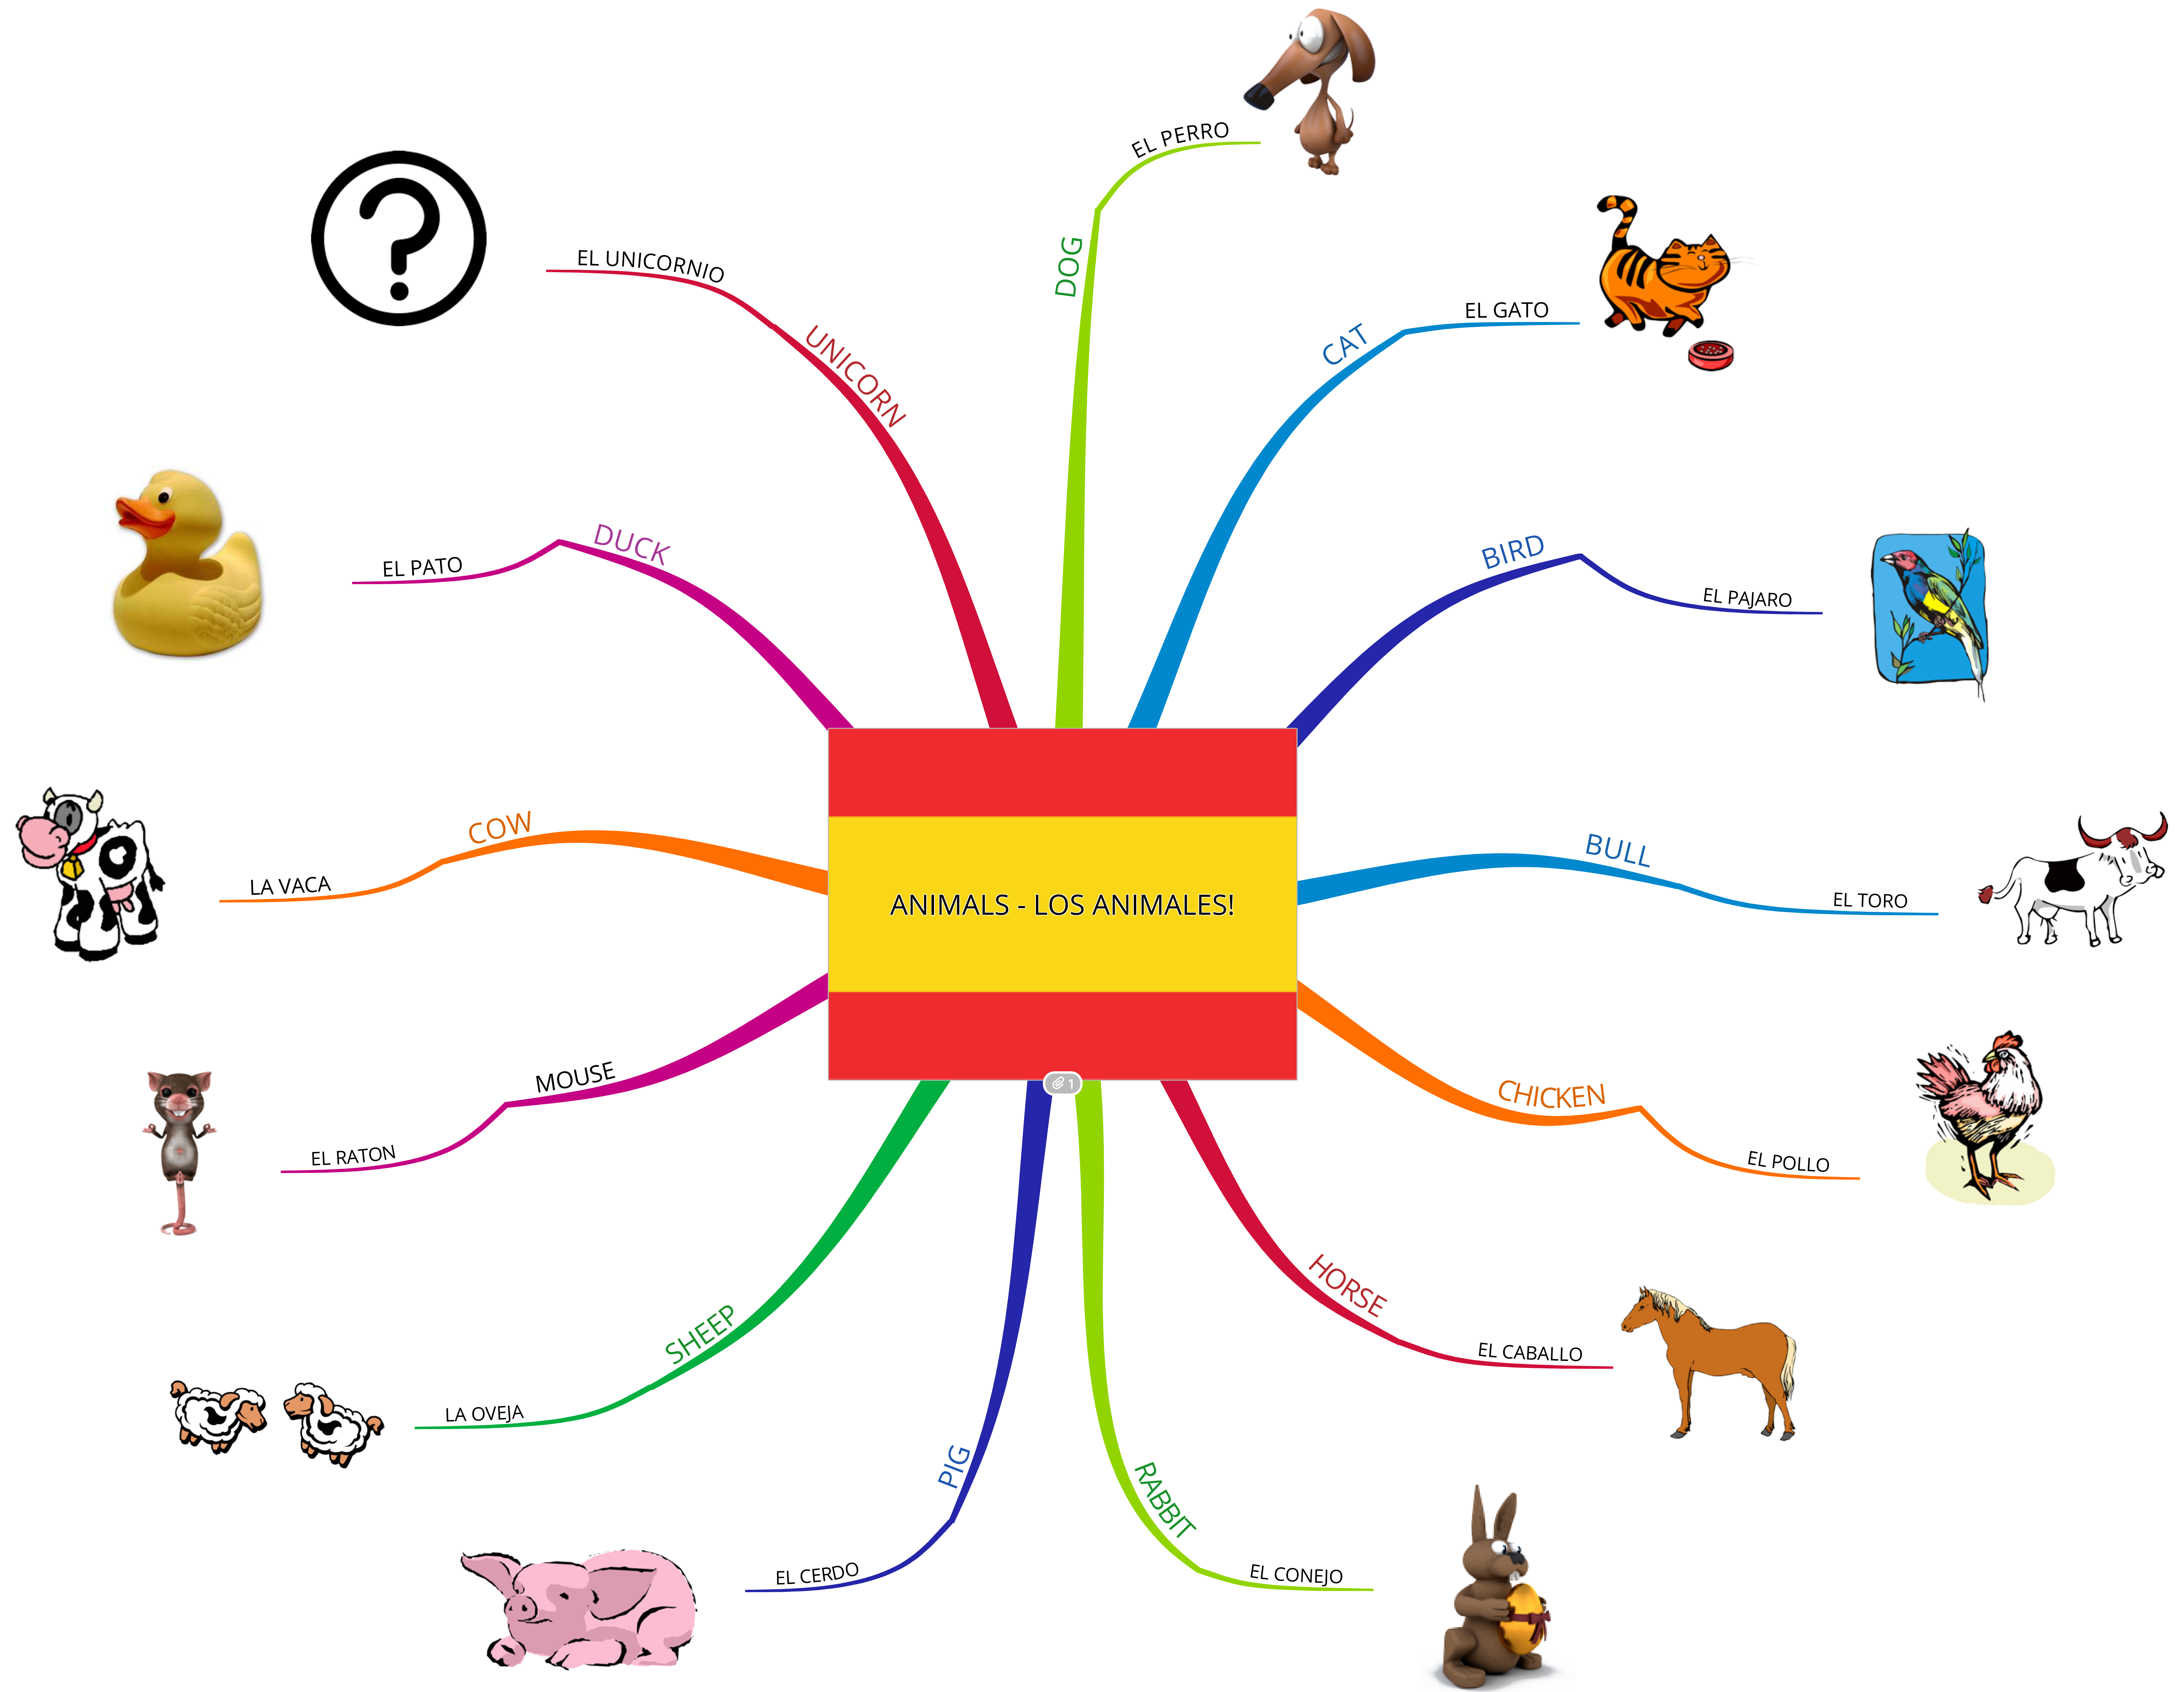 ANIMALS - LOS ANIMALES!
1
DOG
EL PERRO
CAT
EL GATO
BIRD
EL PAJARO
BULL
EL TORO
CHICKEN
EL POLLO
HORSE
EL CABALLO
RABBIT
EL CONEJO
PIG
EL CERDO
SHEEP
LA OVEJA
MOUSE
EL RATON
COW
LA VACA
DUCK
EL PATO
UNICORN
EL UNICORNIO
?